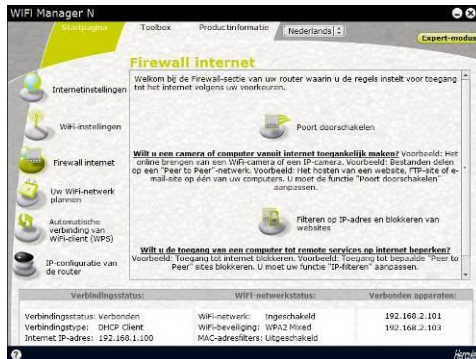 WiFi Manager N
Startpagina
Toolbox
Productinformatie
Nederlands
Expert-modus
Firewall internet
Internetinstellingen
WiFi-instellingen
Firewall internet
Uw WiFi-netwerk
plannen
Automatische
verbinding van
WiFi-client (WPS)
IP-configuratie van
de router
Welkom bij de Firewall-sectie van uw router waarin u de regels instelt voor toegang
tot het internet volgens uw voorkeuren.
Poort doorschakelen
Wilt u een camera of computer vanuit internet toegankelijk maken? Voorbeeld: Het
online brengen van een WiFi-camera of een IP-camera. Voorbeeld: Bestanden delen
op een "Peer to Peer"-netwerk. Voorbeeld: Het hosten van een website, FTP-site of e-
mail-site op één van uw computers. U moet de functie "Poort doorschakelen"
aanpassen.
Filteren op IP-adres en blokkeren van
websites
Wilt u de toegang van een computer tot remote services op internet beperken?
Voorbeeld: Toegang tot internet blokkeren. Voorbeeld: Toegang tot bepaalde "Peer to
Peer" sites blokkeren. U moet uw functie "IP-filteren" aanpassen.
Verbindingsstatus:
Verbindingsstatus: Verbonden
Verbindingstype: DHCP Client
Internet IP-adres: 192.168.1.100
WiFi-netwerkstatus:
WiFi-netwerk: Ingeschakeld
WiFi-beveiliging: WPA2 Mixed
MAC-adresfilters: Uitgeschakeld
Verbonden apparaten:
192.168.2.101
192.168.2.103
?